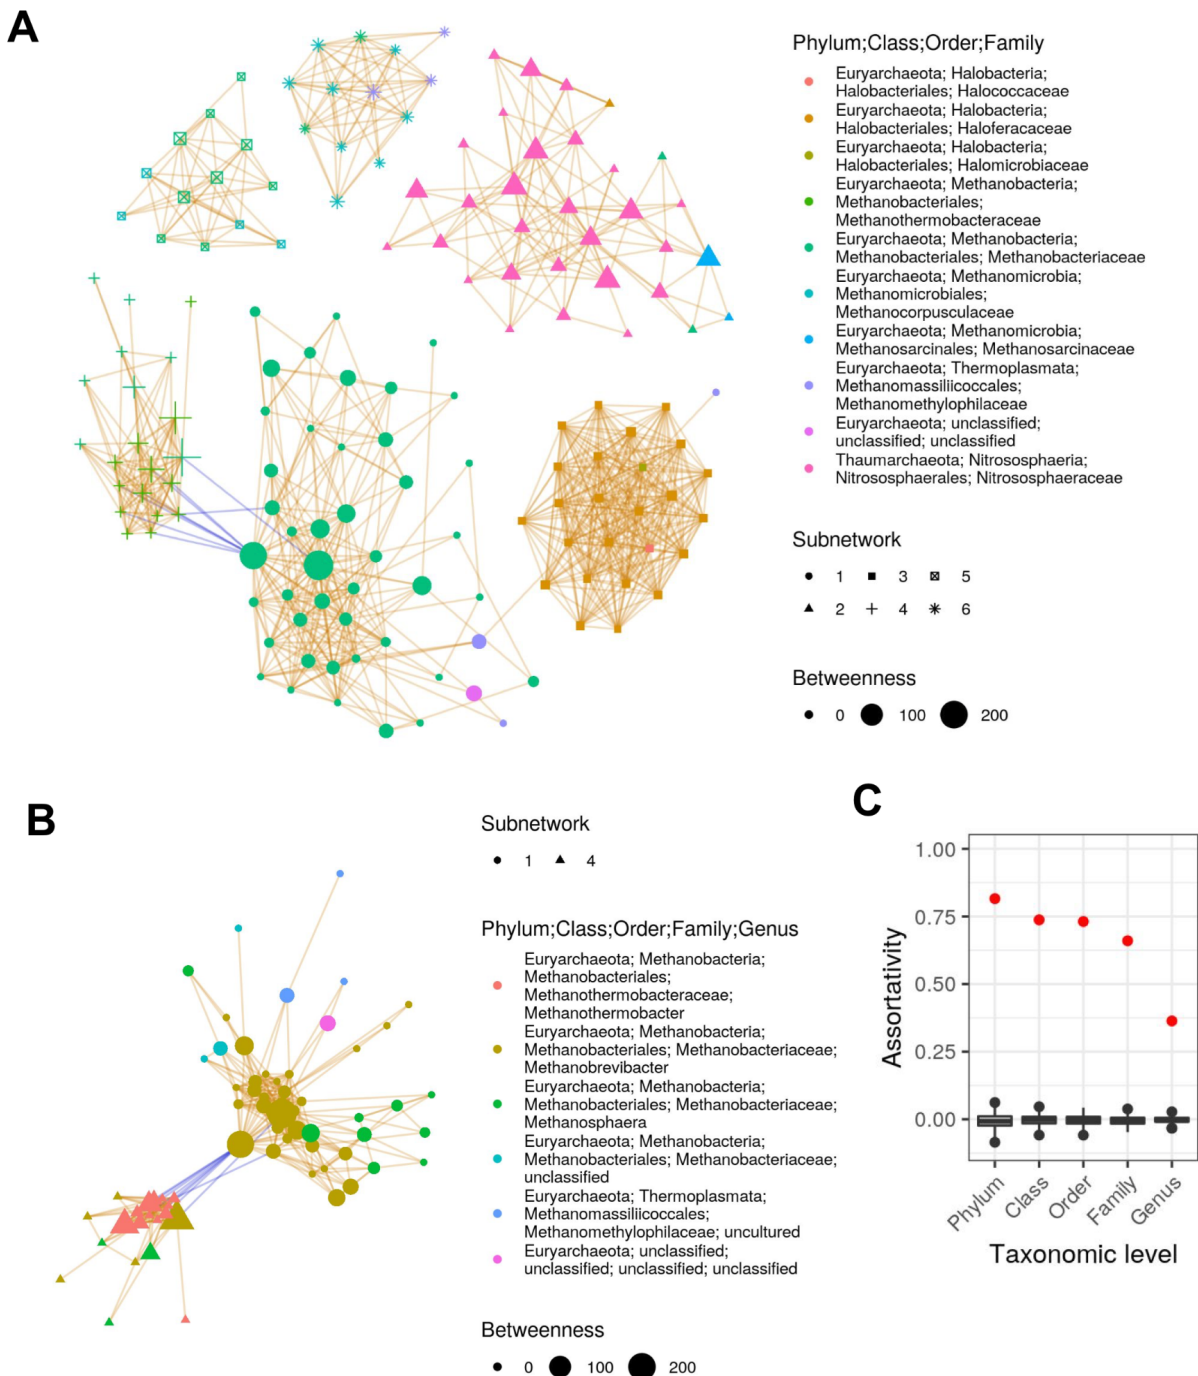 A
Phylum;Class;Order;Family
Euryarchaeota; Halobacteria;
Halobacteriales; Halococcaceae
Euryarchaeota; Halobacteria;
Halobacteriales; Haloferacaceae
Euryarchaeota; Halobacteria;
Halobacteriales; Halomicrobiaceae
Euryarchaeota; Methanobacteria;
Methanobacteriales;
Methanothermobacteraceae
Euryarchaeota; Methanobacteria;
Methanobacteriales; Methanobacteriaceae
Euryarchaeota; Methanomicrobia;
Methanomicrobiales;
Methanocorpusculaceae
Euryarchaeota; Methanomicrobia;
Methanosarcinales; Methanosarcinaceae
Euryarchaeota; Thermoplasmata;
Methanomassiliicoccales;
Methanomethylophilaceae
Euryarchaeota; unclassified;
unclassified; unclassified
Thaumarchaeota; Nitrososphaeria;
Nitrososphaerales; Nitrososphaeraceae
Subnetwork
1 3 5
2 4 6
Betweenness
0 100 200
B
Subnetwork
1 4
Phylum;Class;Order;Family;Genus
Euryarchaeota; Methanobacteria;
Methanobacteriales;
Methanothermobacteraceae;
Methanothermobacter
Euryarchaeota; Methanobacteria;
Methanobacteriales; Methanobacteriaceae;
Methanobrevibacter
Euryarchaeota; Methanobacteria;
Methanobacteriales; Methanobacteriaceae;
Methanosphaera
Euryarchaeota; Methanobacteria;
Methanobacteriales; Methanobacteriaceae;
unclassified
Euryarchaeota; Thermoplasmata;
Methanomassiliicoccales;
Methanomethylophilaceae; uncultured
Euryarchaeota; unclassified;
unclassified; unclassified; unclassified
Betweenness
0 100 200
C
Assortativity
1.00
0.75
0.50
0.25
0.00
Phylum
Class
Order
Family
Genus
Taxonomic level